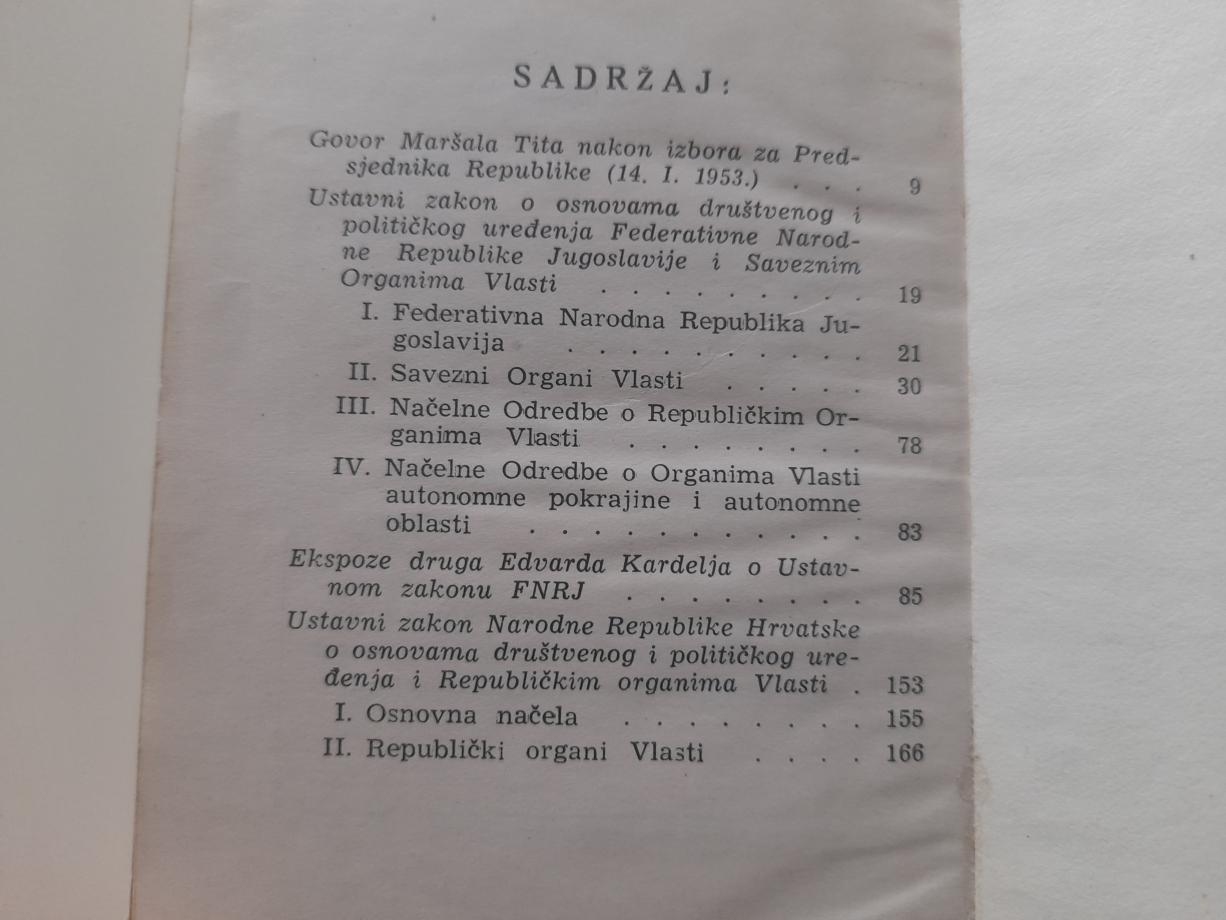 SADRŽAJ:
Govor Maršala Tita nakon izbora za Pred-
sjednika Republike (14. I. 1953.) . . . 9
Ustavni zakon o osnovama društvenog i
političkog uređenja Federativne Narod-
ne Republike Jugoslavije i Saveznim
Organima Vlasti . . . . . . . . . 19
I. Federativna Narodna Republika Ju-
goslavija . . . . . . . . . . 21
II. Savezni Organi Vlasti . . . . . 30
III. Načelne Odredbe o Republičkim Or-
ganima Vlasti . . . . . . . . 78
IV. Načelne Odredbe o Organima Vlasti
autonomne pokrajine i autonomne
oblasti . . . . . . . . . . . 83
Ekspoze druga Edvarda Kardelja o Ustav-
nom zakonu FNRJ . . . . . . . . 85
Ustavni zakon Narodne Republike Hrvatske
o osnovama društvenog i političkog ure-
đenja i Republičkim organima Vlasti . 153
I. Osnovna načela . . . . . . . . 155
II. Republički organi Vlasti . . . . 166